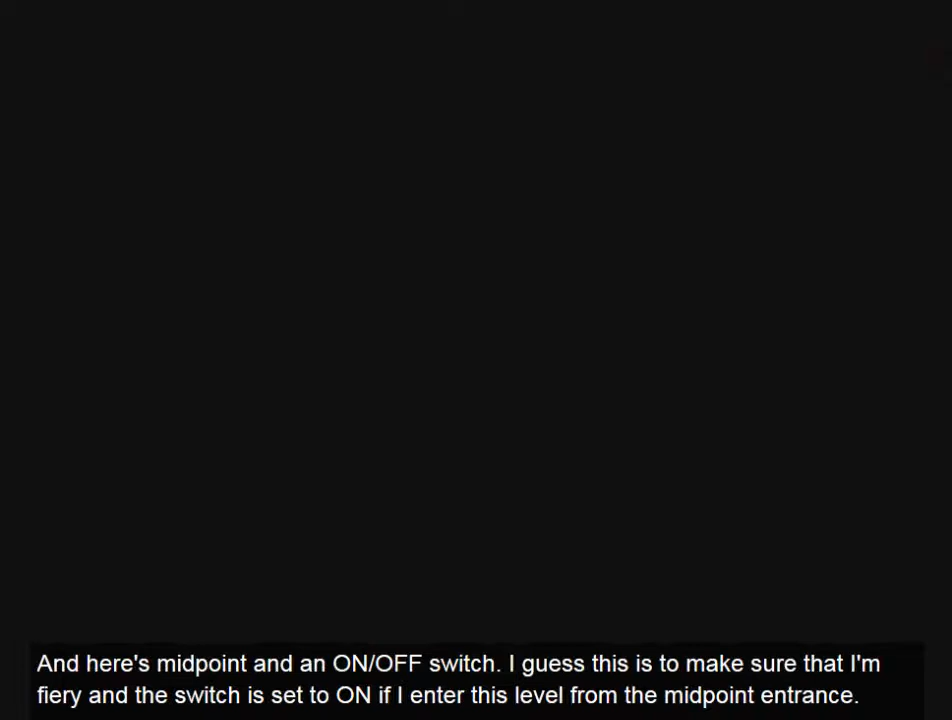 And here's midpoint and an ON/OFF switch. I guess this is to make sure that I'm
fiery and the switch is set to ON if I enter this level from the midpoint entrance.